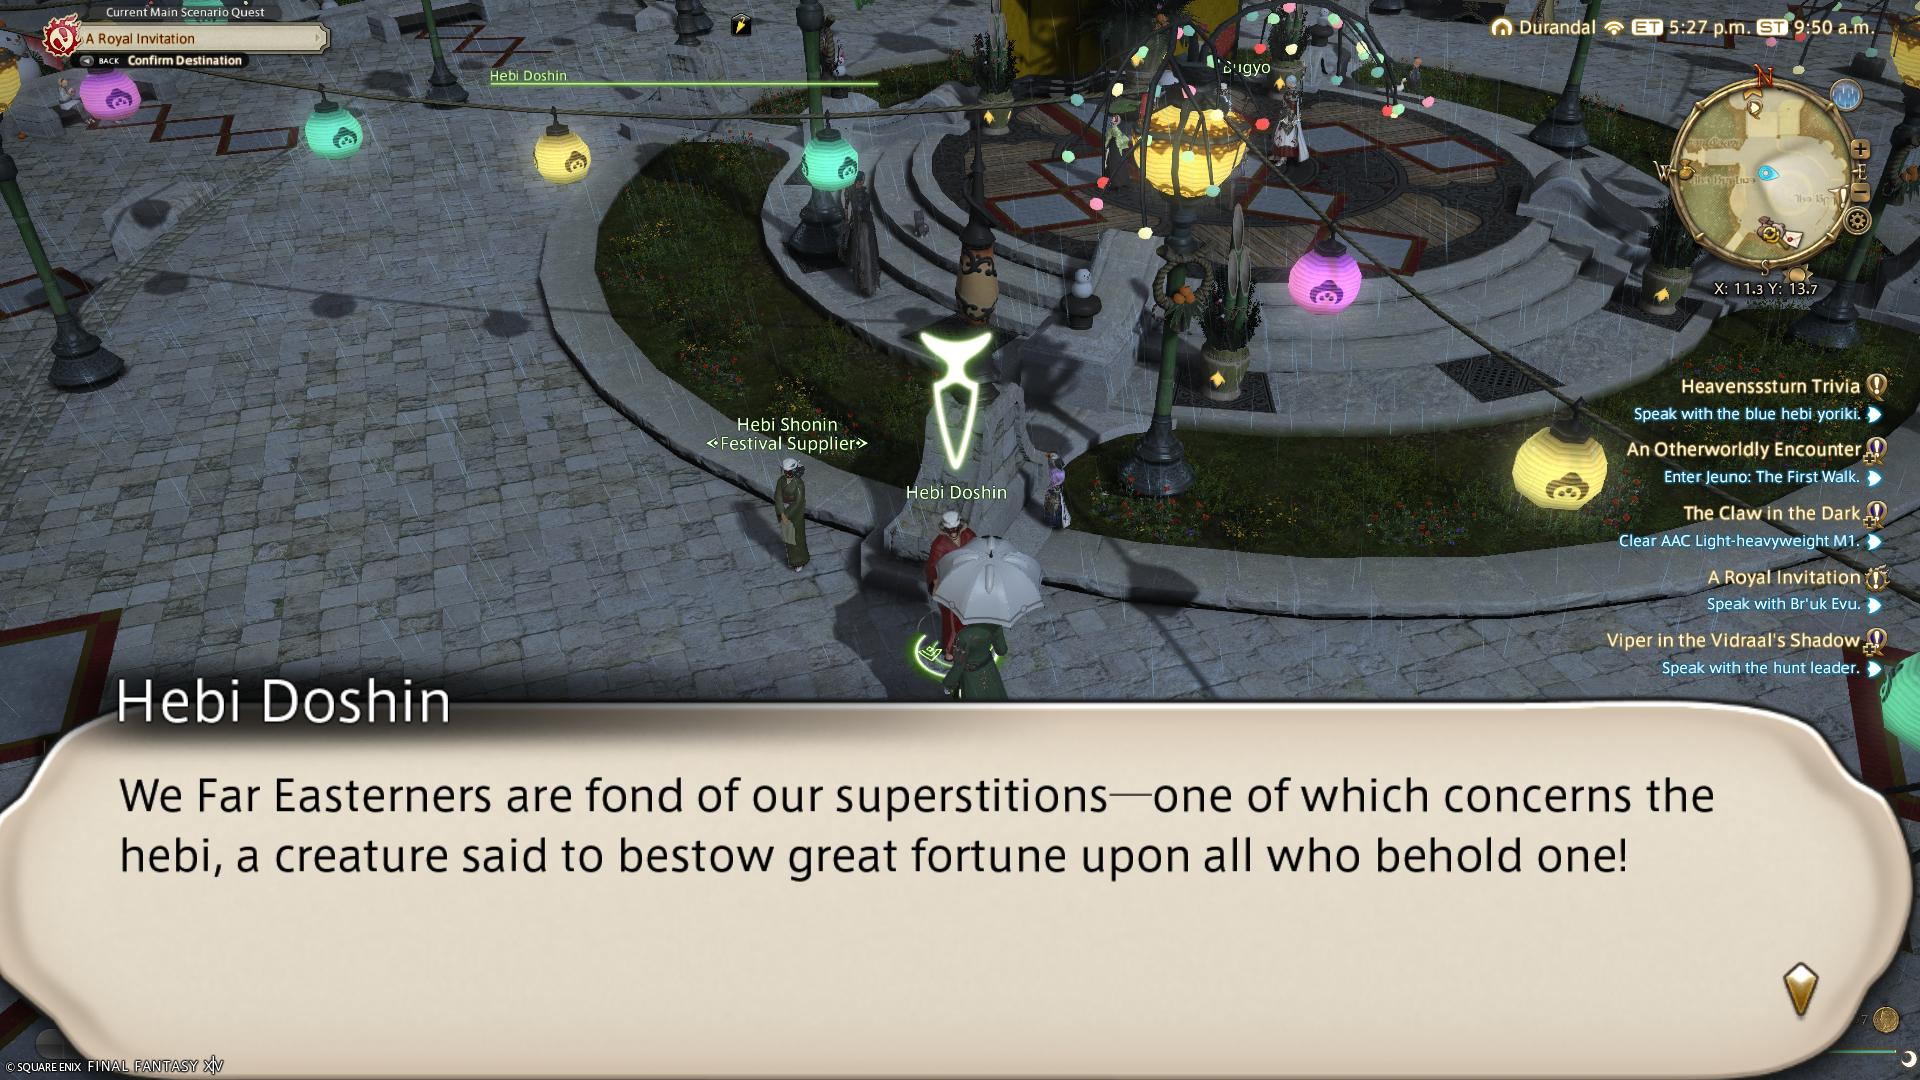 Current Main Scenario Quest
A Royal Invitation
BACK Confirm Destination
Hebi Doshin
Bugyo
Durandal ET 5:27 p.m. ST 9:50 a.m.
N
W
E
S
X: 11.3 Y: 13.7
Heavensssturn Trivia
Speak with the blue hebi yoriki.
An Otherworldly Encounter
Enter Jeuno: The First Walk.
The Claw in the Dark
Clear AAC Light-heavyweight M1.
A Royal Invitation
Speak with Br'uk Evu.
Viper in the Vidraal's Shadow
Speak with the hunt leader.
Hebi Shonin
Festival Supplier
Hebi Doshin
Hebi Doshin
We Far Easterners are fond of our superstitions—one of which concerns the
hebi, a creature said to bestow great fortune upon all who behold one!
7
© SQUARE ENIX FINAL FANTASY XIV